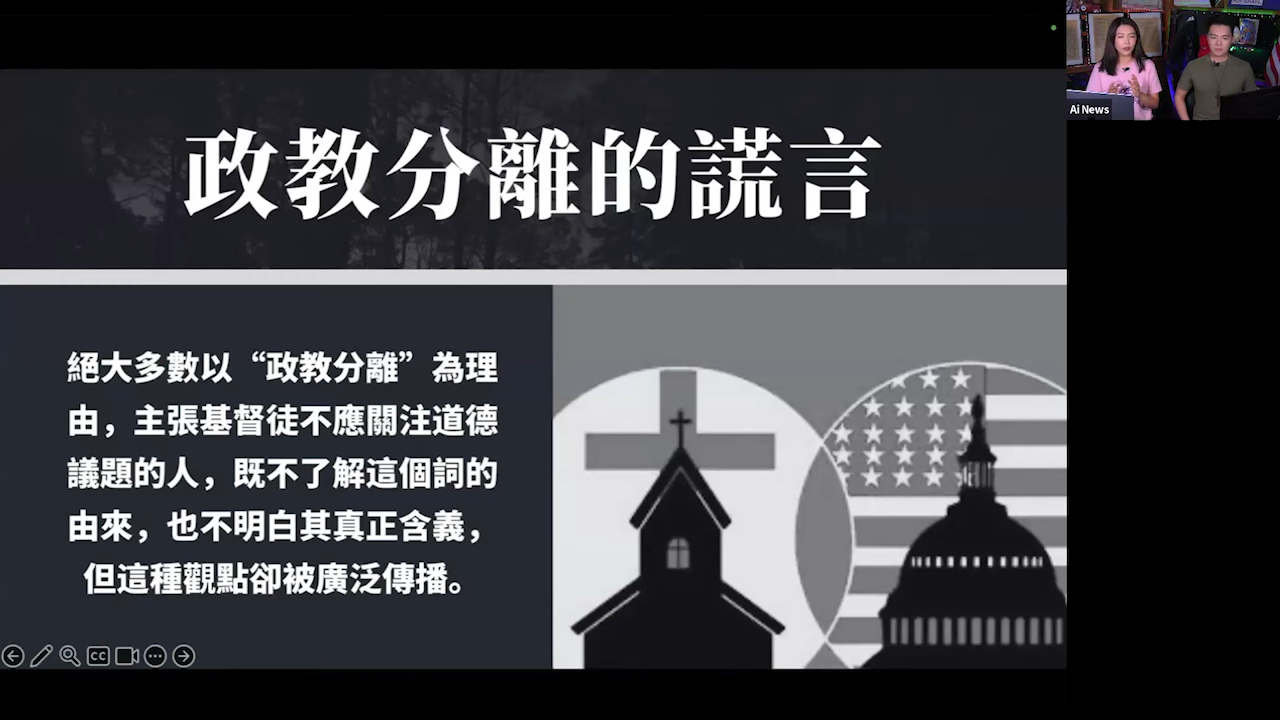 政教分離的謊言
絕大多數以“政教分離”為理
由，主張基督徒不應關注道德
議題的人，既不了解這個詞的
由來，也不明白其真正含義，
但這種觀點卻被廣泛傳播。
CC
Ai News